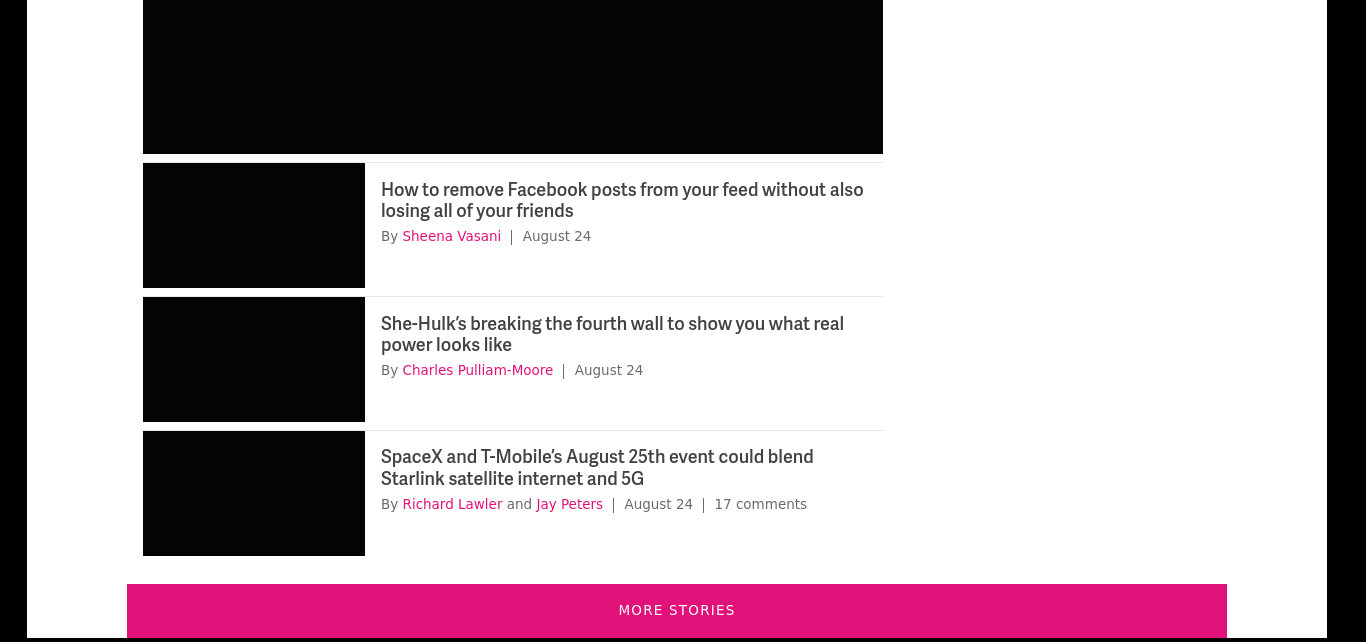 How to remove Facebook posts from your feed without also
losing all of your friends
By Sheena Vasani | August 24
She-Hulk’s breaking the fourth wall to show you what real
power looks like
By Charles Pulliam-Moore | August 24
SpaceX and T-Mobile’s August 25th event could blend
Starlink satellite internet and 5G
By Richard Lawler and Jay Peters | August 24 | 17 comments
MORE STORIES